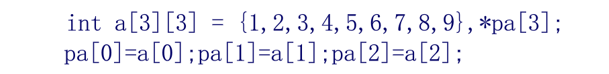 int a[3][3] = {1,2,3,4,5,6,7,8,9},*pa[3];
pa[0]=a[0];pa[1]=a[1];pa[2]=a[2];